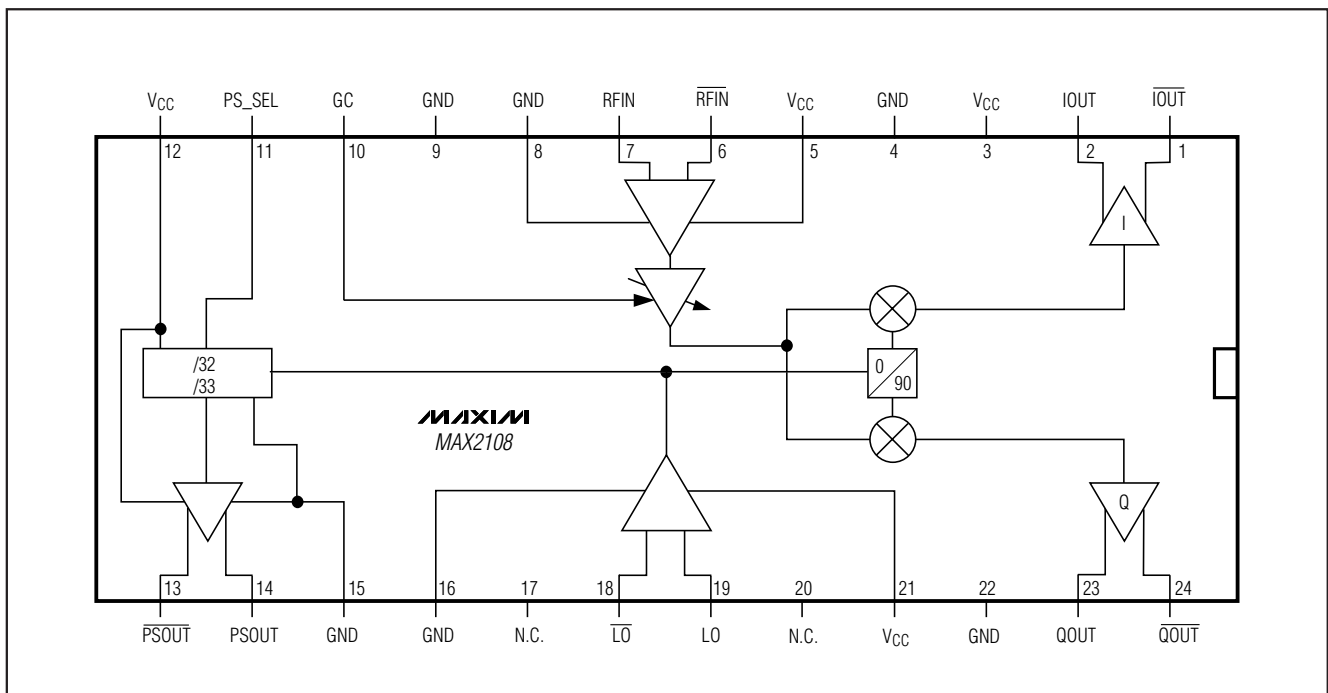 VCC PS_SEL GC GND GND RFIN RFIN VCC GND VCC IOUT IOUT
12 11 10 9 8 7 6 5 4 3 2 1
I
/32
/33
0
90
MAXIM
MAX2108
Q
13 14 15 16 17 18 19 20 21 22 23 24
PSOUT PSOUT GND GND N.C. LO LO N.C. VCC GND QOUT QOUT